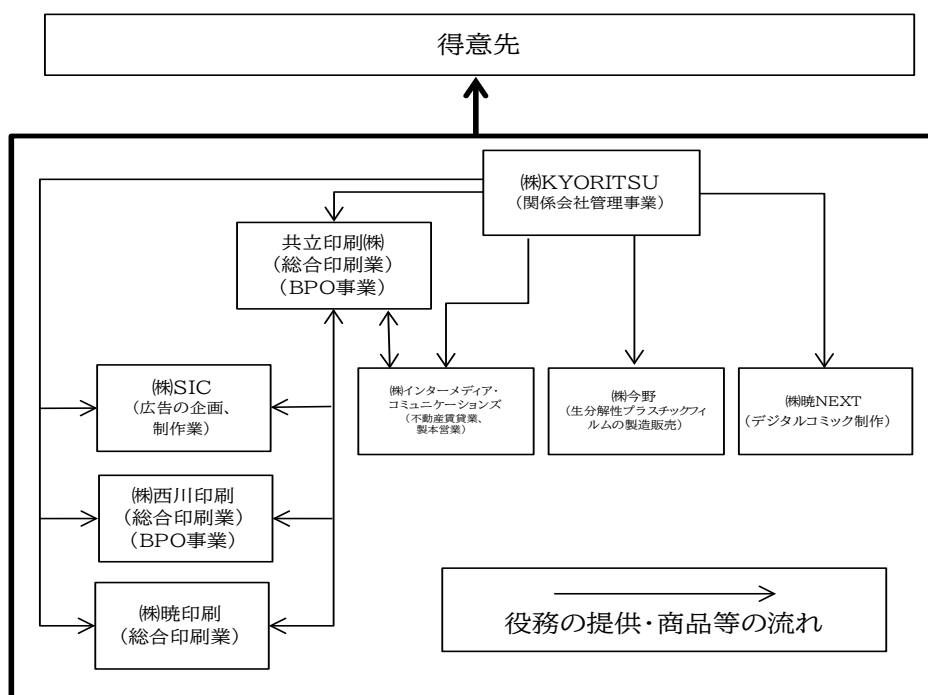 得意先
㈱KYORITSU
（関係会社管理事業）
共立印刷㈱
（総合印刷業）
（BPO事業）
㈱SIC
（広告の企画、
制作業）
㈱インターメディア・
コミュニケーションズ
（不動産賃貸業、
製本営業）
㈱今野
（生分解性プラスチックフィ
ルムの製造販売）
㈱暁NEXT
（デジタルコミック制作）
㈱西川印刷
（総合印刷業）
（BPO事業）
㈱暁印刷
（総合印刷業）
役務の提供･商品等の流れ